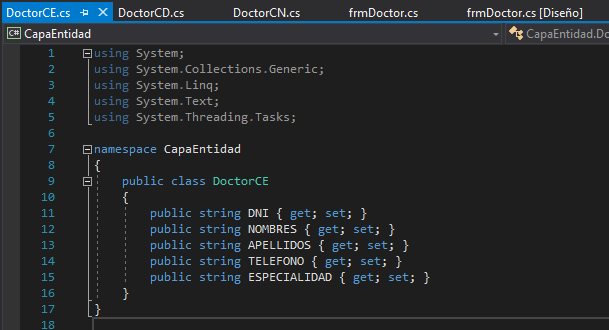 DoctorCE.cs DoctorCD.cs DoctorCN.cs frmDoctor.cs frmDoctor.cs [Diseño]
C# CapaEntidad CapaEntidad.Do
1 using System;
2 using System.Collections.Generic;
3 using System.Linq;
4 using System.Text;
5 using System.Threading.Tasks;
6
7 namespace CapaEntidad
8 {
9 public class DoctorCE
10 {
11 public string DNI { get; set; }
12 public string NOMBRES { get; set; }
13 public string APELLIDOS { get; set; }
14 public string TELEFONO { get; set; }
15 public string ESPECIALIDAD { get; set; }
16 }
17 }
18